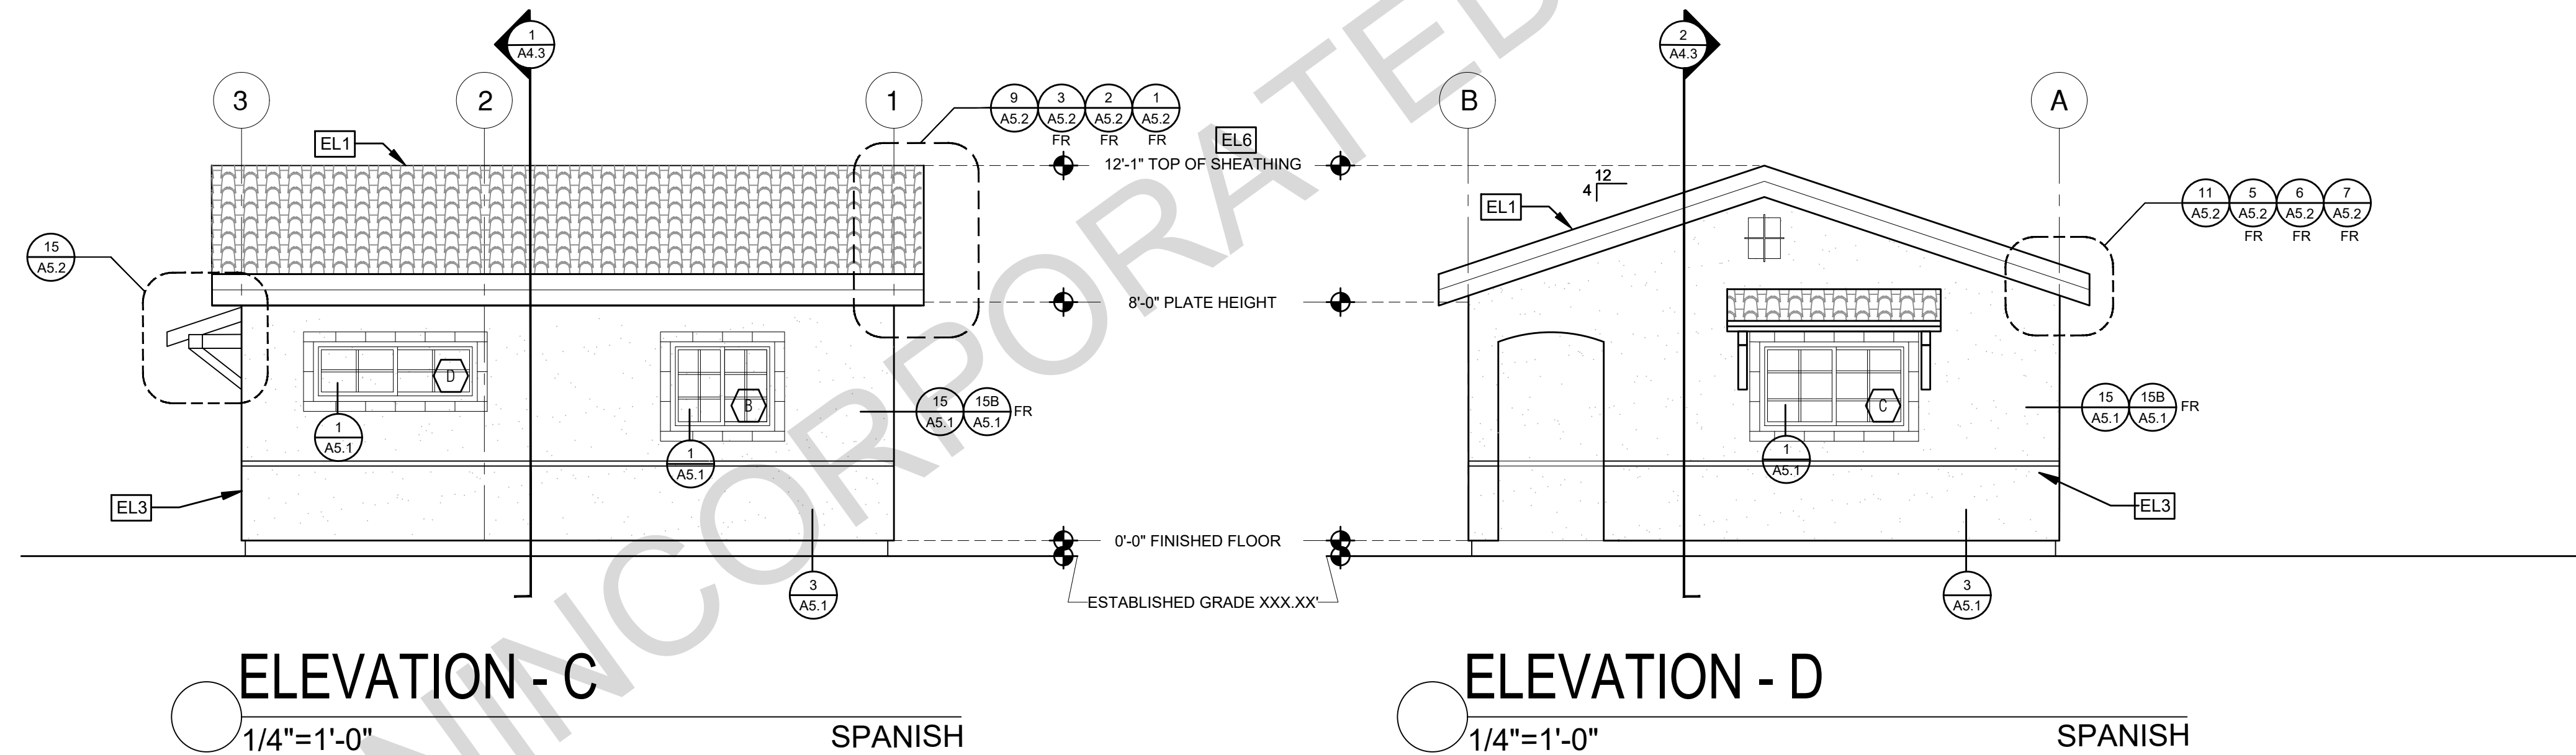 1
A4.3
3
2
1
9
A5.2
3
A5.2
FR
2
A5.2
FR
1
A5.2
FR
EL6
EL1
12'-1" TOP OF SHEATHING
15
A5.2
8'-0" PLATE HEIGHT
D
B
1
A5.1
1
A5.1
15
A5.1
15B
A5.1
FR
EL3
0'-0" FINISHED FLOOR
3
A5.1
ESTABLISHED GRADE XXX.XX'
ELEVATION - C
1/4"=1'-0"
SPANISH
2
A4.3
B
A
12
4
EL1
11
A5.2
5
A5.2
FR
6
A5.2
FR
7
A5.2
FR
C
1
A5.1
15
A5.1
15B
A5.1
FR
EL3
3
A5.1
ELEVATION - D
1/4"=1'-0"
SPANISH